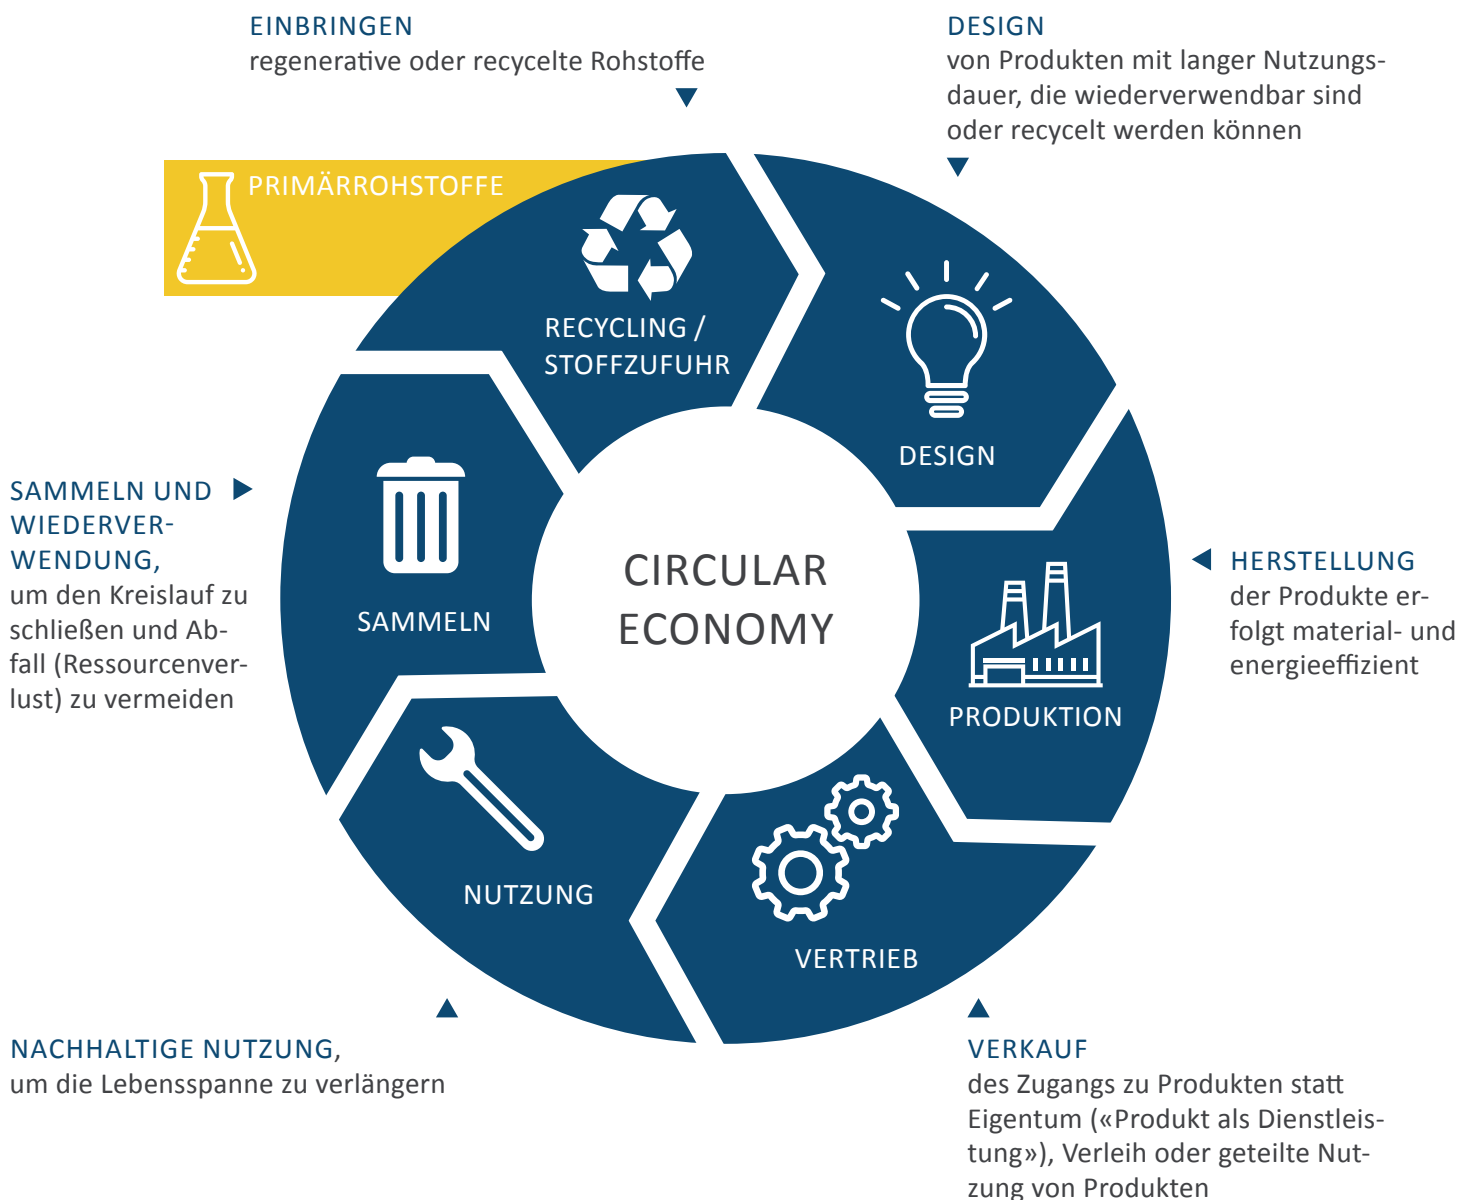 EINBRINGEN
regenerative oder recycelte Rohstoffe
DESIGN
von Produkten mit langer Nutzungs-
dauer, die wiederverwendbar sind
oder recycelt werden können
PRIMÄRROHSTOFFE
RECYCLING /
STOFFZUFUHR
DESIGN
SAMMELN UND
WIEDERVER-
WENDUNG,
um den Kreislauf zu
schließen und Ab-
fall (Ressourcenver-
lust) zu vermeiden
SAMMELN
CIRCULAR
ECONOMY
PRODUKTION
HERSTELLUNG
der Produkte er-
folgt material- und
energieeffizient
NUTZUNG
VERTRIEB
NACHHALTIGE NUTZUNG,
um die Lebensspanne zu verlängern
VERKAUF
des Zugangs zu Produkten statt
Eigentum («Produkt als Dienstleis-
tung»), Verleih oder geteilte Nut-
zung von Produkten